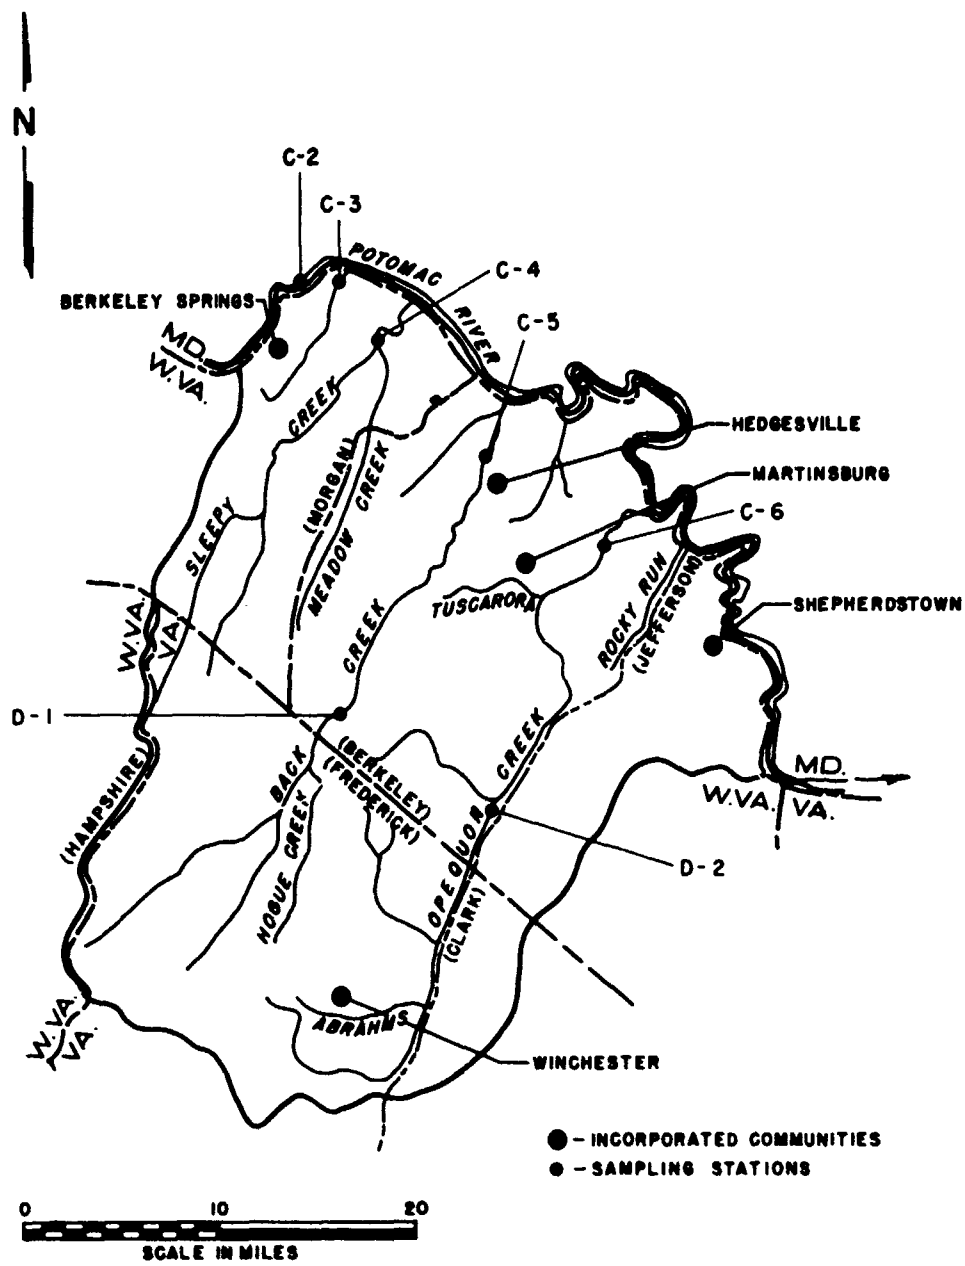 N
C-2
C-3
POTOMAC RIVER
C-4
BERKELEY SPRINGS
C-5
MD.
W.VA.
CREEK
HEDGESVILLE
(MORGAN)
MEADOW CREEK
MARTINSBURG
C-6
SLEEPY
TUSCARORA
ROCKY RUN
(JEFFERSON)
SHEPHERDSTOWN
W.VA.
VA.
CREEK
D-1
(BERKELEY)
(FREDERICK)
CREEK
BACK
(HAMPSHIRE)
MD.
W.VA.
VA.
HOGUE CREEK
OPEQUON
(CLARK)
D-2
W.VA.
VA.
ABRAHMS
WINCHESTER
- INCORPORATED COMMUNITIES
- SAMPLING STATIONS
0 10 20
SCALE IN MILES